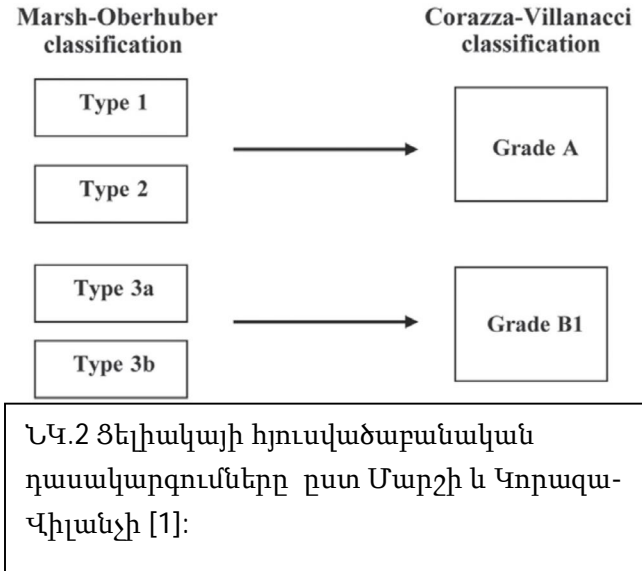 Marsh-Oberhuber
classification
Corazza-Villanacci
classification
Type 1
Type 2
Grade A
Type 3a
Type 3b
Grade B1
ՆԿ.2 Ցելիակայի հյուսվածաբանական
դասակարգումները ըստ Մարշի և Կորազա-
Վիլանչի [1]: